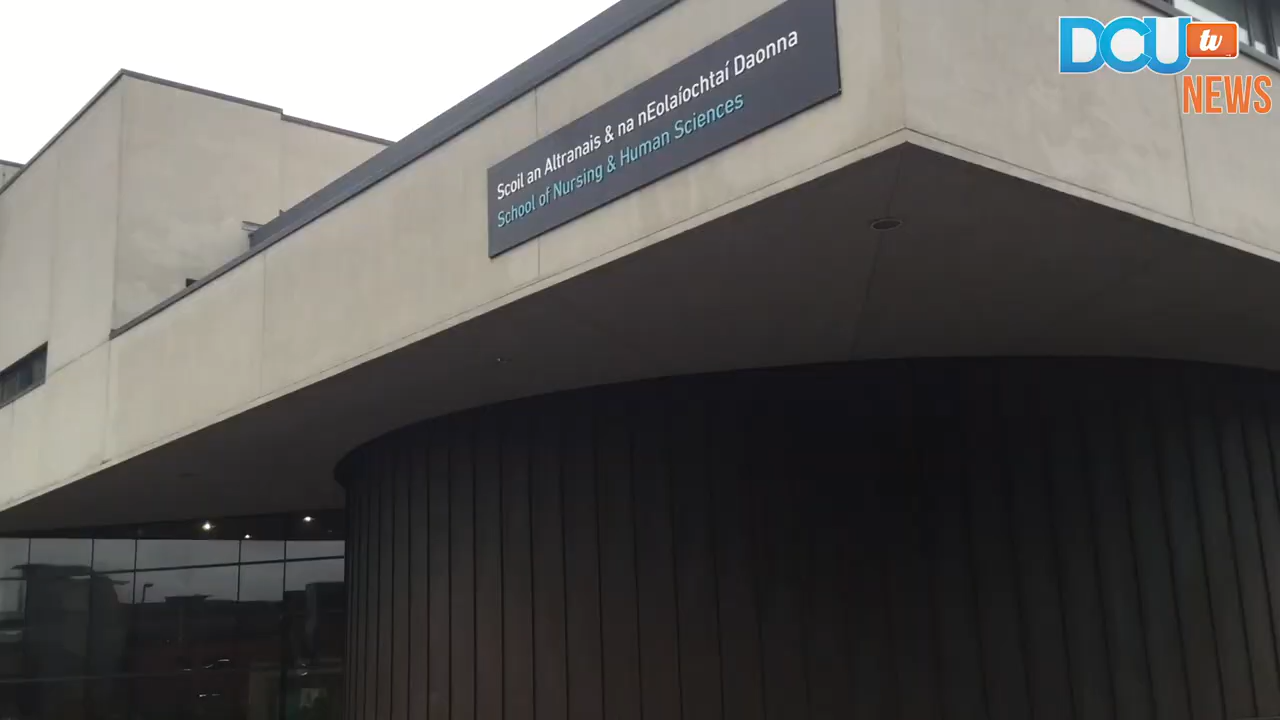 DCU tv
NEWS
Scoil an Altranais & na nEolaíochtaí Daonna
School of Nursing & Human Sciences